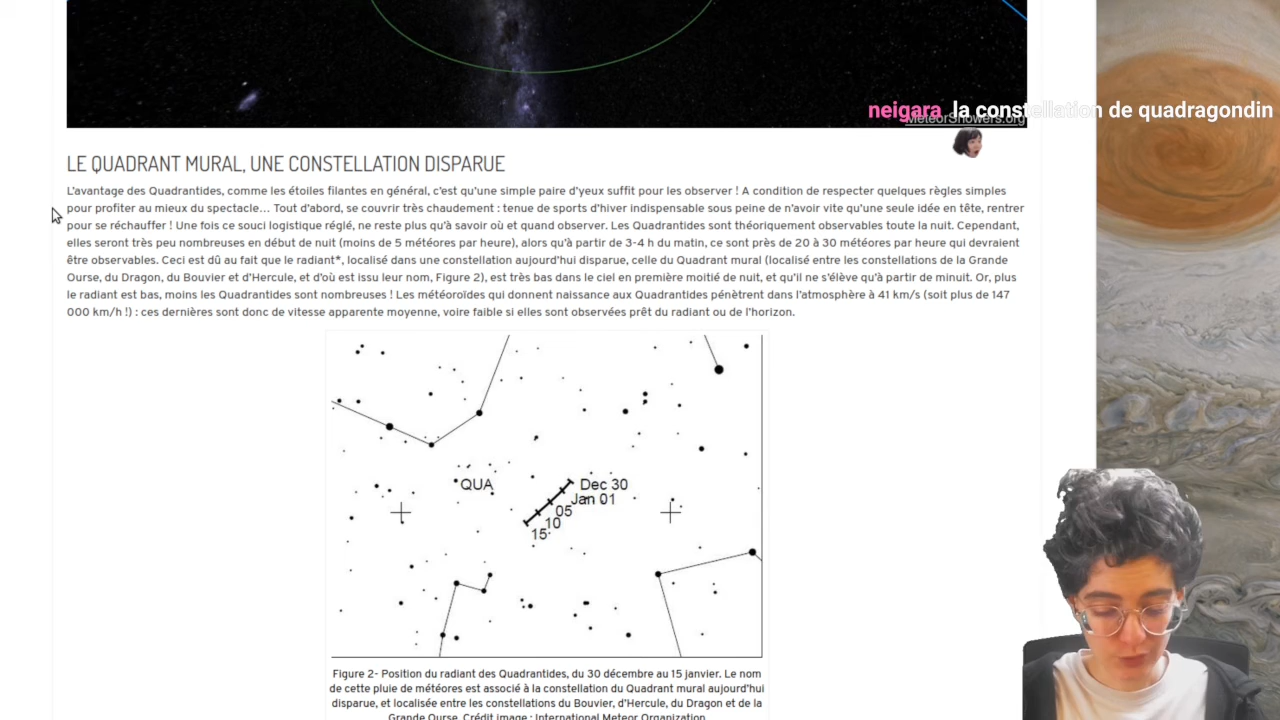 neigara la constellation de quadragondin
MeteorShowers.org
LE QUADRANT MURAL, UNE CONSTELLATION DISPARUE
L'avantage des Quadrantides, comme les étoiles filantes en général, c'est qu'une simple paire d'yeux suffit pour les observer ! A condition de respecter quelques règles simples
pour profiter au mieux du spectacle… Tout d'abord, se couvrir très chaudement : tenue de sports d'hiver indispensable sous peine de n'avoir vite qu'une seule idée en tête, rentrer
pour se réchauffer ! Une fois ce souci logistique réglé, ne reste plus qu'à savoir où et quand observer. Les Quadrantides sont théoriquement observables toute la nuit. Cependant,
elles seront très peu nombreuses en début de nuit (moins de 5 météores par heure), alors qu'à partir de 3-4 h du matin, ce sont près de 20 à 30 météores par heure qui devraient
être observables. Ceci est dû au fait que le radiant*, localisé dans une constellation aujourd'hui disparue, celle du Quadrant mural (localisé entre les constellations de la Grande
Ourse, du Dragon, du Bouvier et d'Hercule, et d'où est issu leur nom, Figure 2), est très bas dans le ciel en première moitié de nuit, et qu'il ne s'élève qu'à partir de minuit. Or, plus
le radiant est bas, moins les Quadrantides sont nombreuses ! Les météoroïdes qui donnent naissance aux Quadrantides pénètrent dans l'atmosphère à 41 km/s (soit plus de 147
000 km/h !) : ces dernières sont donc de vitesse apparente moyenne, voire faible si elles sont observées prêt du radiant ou de l'horizon.
QUA
Dec 30
Jan 01
05
10
15
Figure 2- Position du radiant des Quadrantides, du 30 décembre au 15 janvier. Le nom
de cette pluie de météores est associé à la constellation du Quadrant mural aujourd'hui
disparue, et localisée entre les constellations du Bouvier, d'Hercule, du Dragon et de la
Grande Ourse. Crédit image : International Meteor Organization